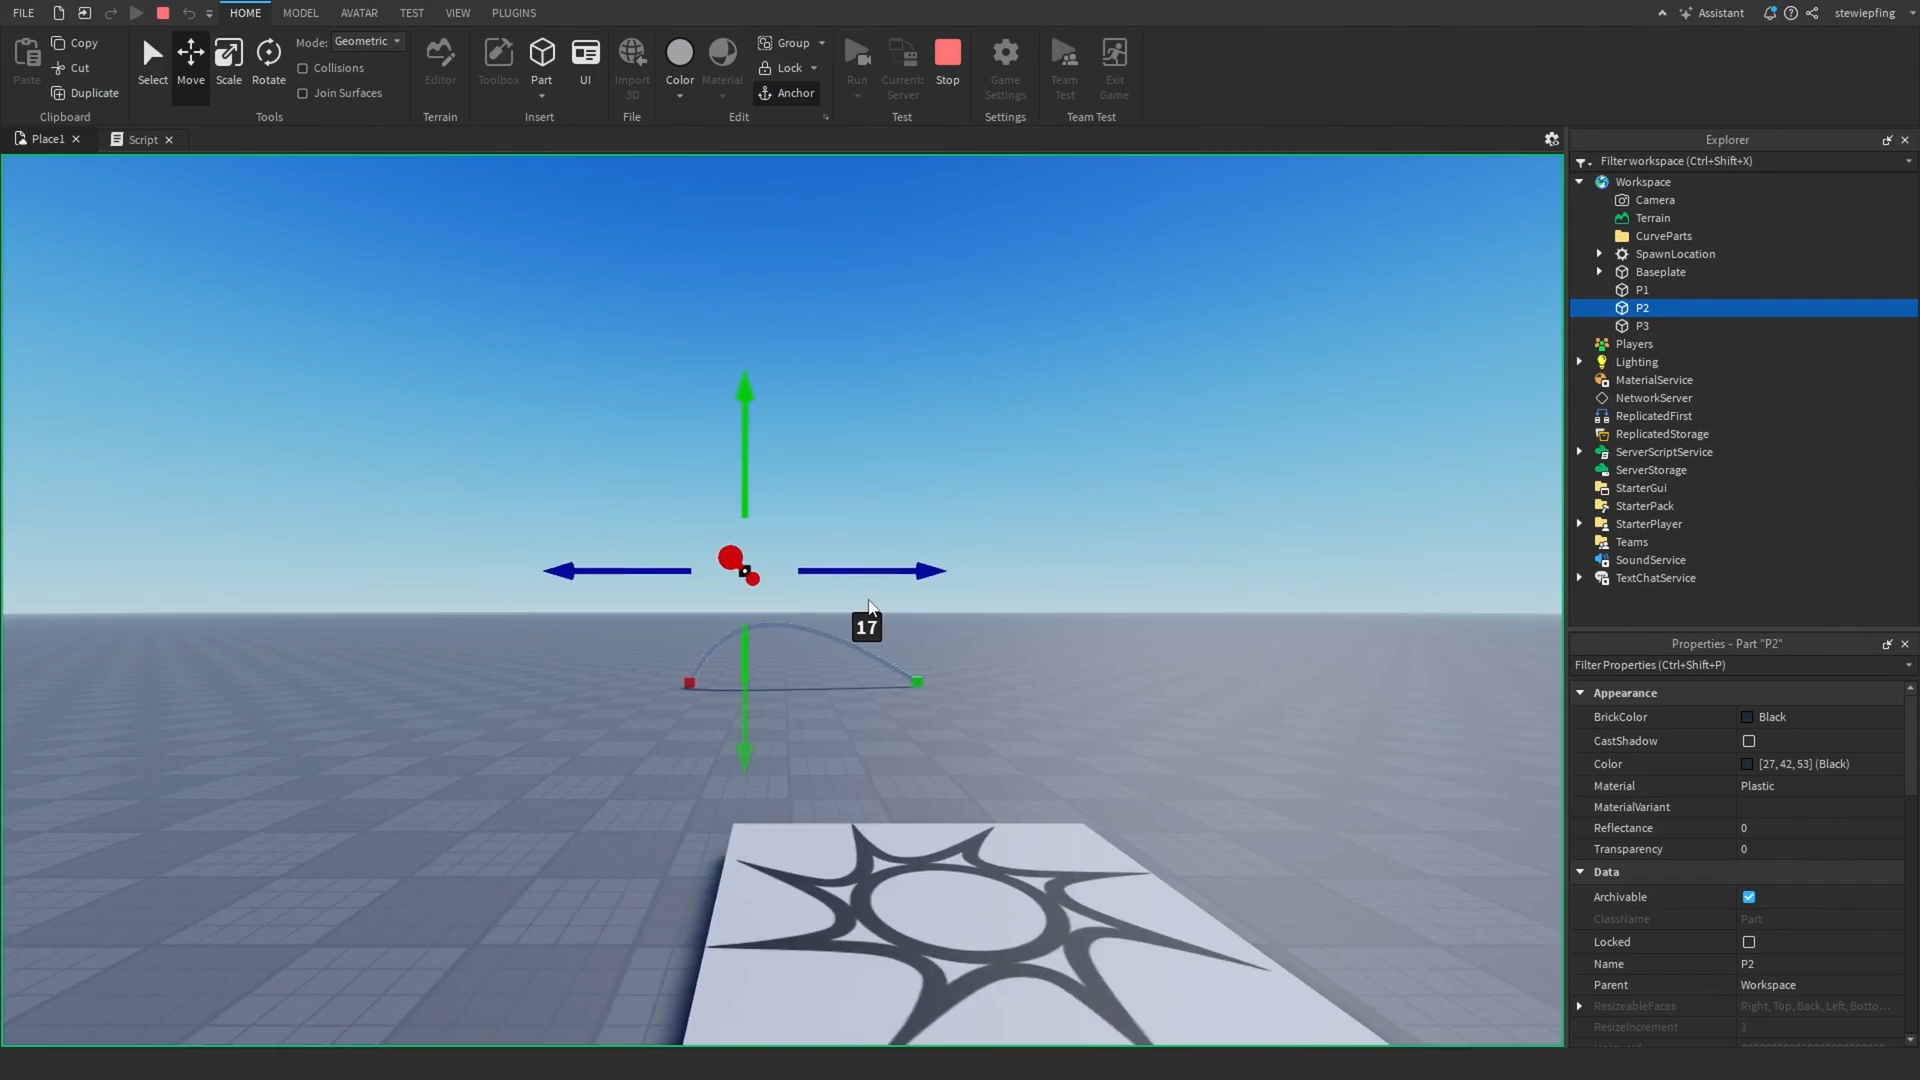 FILE HOME MODEL AVATAR TEST VIEW PLUGINS Assistant stewiepfing
Paste Copy Cut Duplicate Clipboard
Select Move Scale Rotate Mode: Geometric Collisions Join Surfaces Tools
Editor Terrain
Toolbox Part UI Insert
Import 3D File
Color Material Group Lock Anchor Edit
Run Current: Server Stop Test
Game Settings Settings
Team Test Exit Game Team Test
Place1 Script
17
Explorer
Filter workspace (Ctrl+Shift+X)
Workspace
Camera
Terrain
CurveParts
SpawnLocation
Baseplate
P1
P2
P3
Players
Lighting
MaterialService
NetworkServer
ReplicatedFirst
ReplicatedStorage
ServerScriptService
ServerStorage
StarterGui
StarterPack
StarterPlayer
Teams
SoundService
TextChatService
Properties - Part "P2"
Filter Properties (Ctrl+Shift+P)
Appearance
BrickColor Black
CastShadow
Color [27, 42, 53] (Black)
Material Plastic
MaterialVariant
Reflectance 0
Transparency 0
Data
Archivable
ClassName Part
Locked
Name P2
Parent Workspace
ResizeableFaces Right, Top, Back, Left, Botto...
ResizeIncrement 1